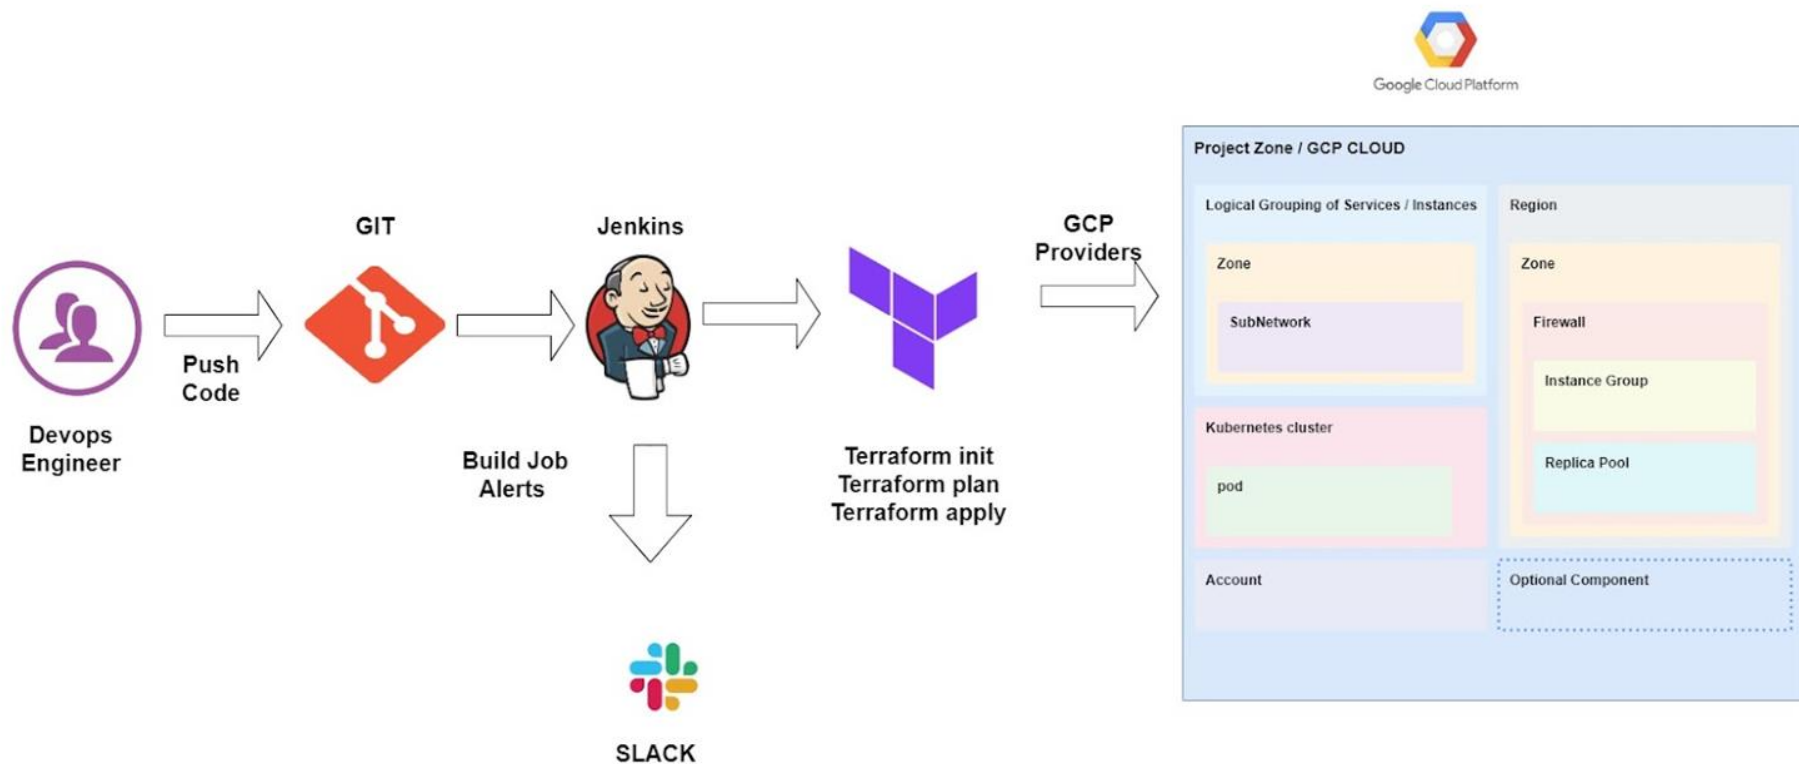 Google Cloud Platform
Project Zone / GCP CLOUD
Logical Grouping of Services / Instances
Region
Zone
Zone
SubNetwork
Firewall
Instance Group
Kubernetes cluster
Replica Pool
pod
Account
Optional Component
GIT
Jenkins
GCP
Providers
Push
Code
Devops
Engineer
Build Job
Alerts
Terraform init
Terraform plan
Terraform apply
SLACK